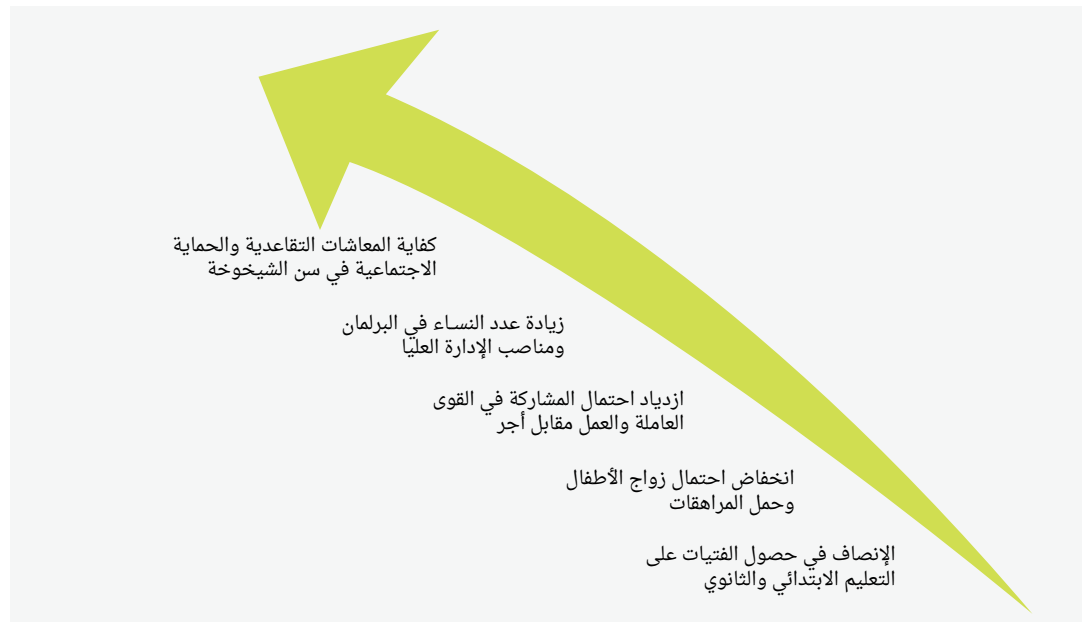 كفاية المعاشات التقاعدية والحماية
الاجتماعية في سن الشيخوخة
زيادة عدد النساء في البرلمان
ومناصب الإدارة العليا
ازدياد احتمال المشاركة في القوى
العاملة والعمل مقابل أجر
انخفاض احتمال زواج الأطفال
وحمل المراهقات
الإنصاف في حصول الفتيات على
التعليم الابتدائي والثانوي